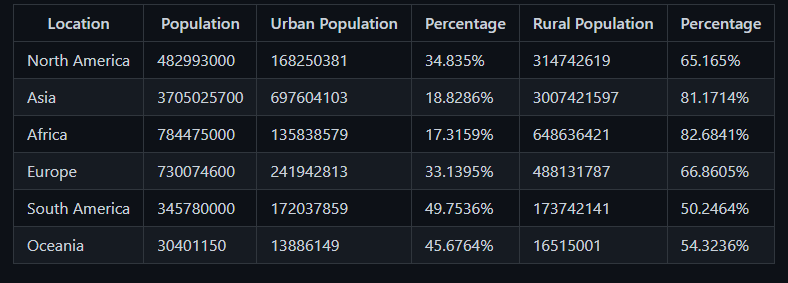 Location Population Urban Population Percentage Rural Population Percentage
North America 482993000 168250381 34.835% 314742619 65.165%
Asia 3705025700 697604103 18.8286% 3007421597 81.1714%
Africa 784475000 135838579 17.3159% 648636421 82.6841%
Europe 730074600 241942813 33.1395% 488131787 66.8605%
South America 345780000 172037859 49.7536% 173742141 50.2464%
Oceania 30401150 13886149 45.6764% 16515001 54.3236%